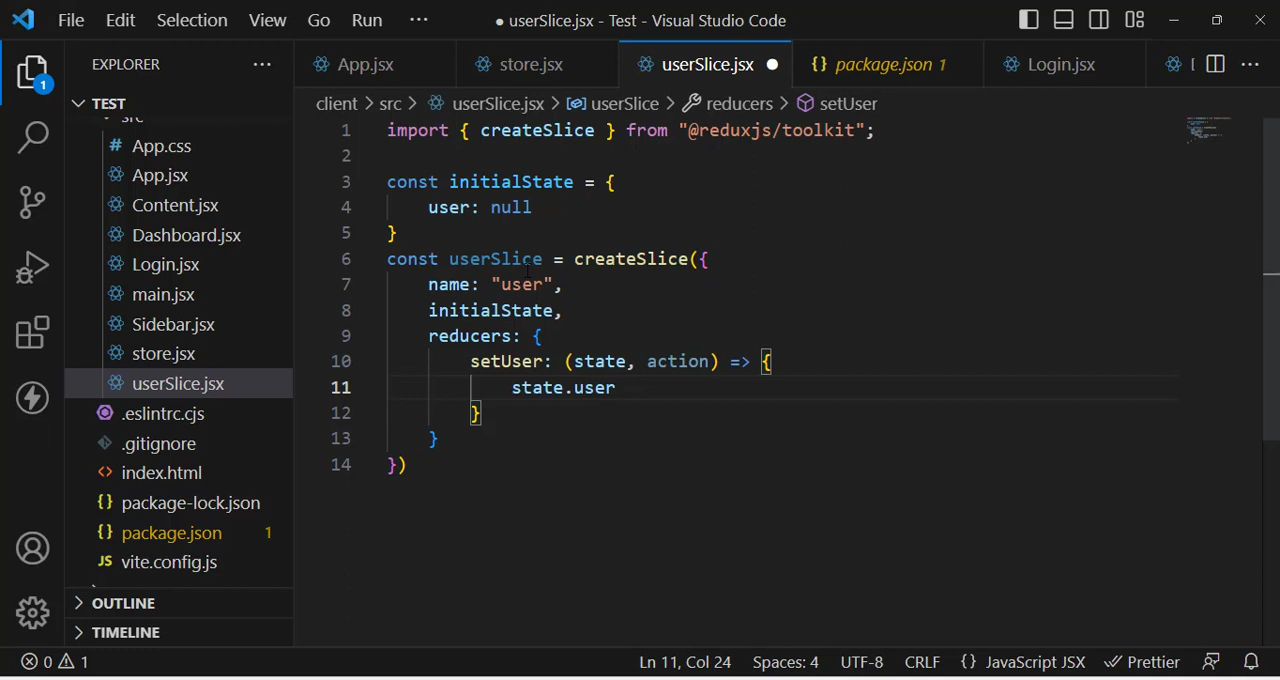 File Edit Selection View Go Run ··· ● userSlice.jsx - Test - Visual Studio Code
EXPLORER ···
App.jsx store.jsx userSlice.jsx ● {} package.json 1 Login.jsx ···
client > src > userSlice.jsx > userSlice > reducers > setUser
1
TEST
src
App.css
App.jsx
Content.jsx
Dashboard.jsx
Login.jsx
main.jsx
Sidebar.jsx
store.jsx
userSlice.jsx
.eslintrc.cjs
.gitignore
<> index.html
{} package-lock.json
{} package.json 1
JS vite.config.js
OUTLINE
TIMELINE
1 import { createSlice } from "@reduxjs/toolkit";
2
3 const initialState = {
4 user: null
5 }
6 const userSlice = createSlice({
7 name: "user",
8 initialState,
9 reducers: {
10 setUser: (state, action) => {
11 state.user
12 }
13 }
14 })
0 1 Ln 11, Col 24 Spaces: 4 UTF-8 CRLF {} JavaScript JSX Prettier